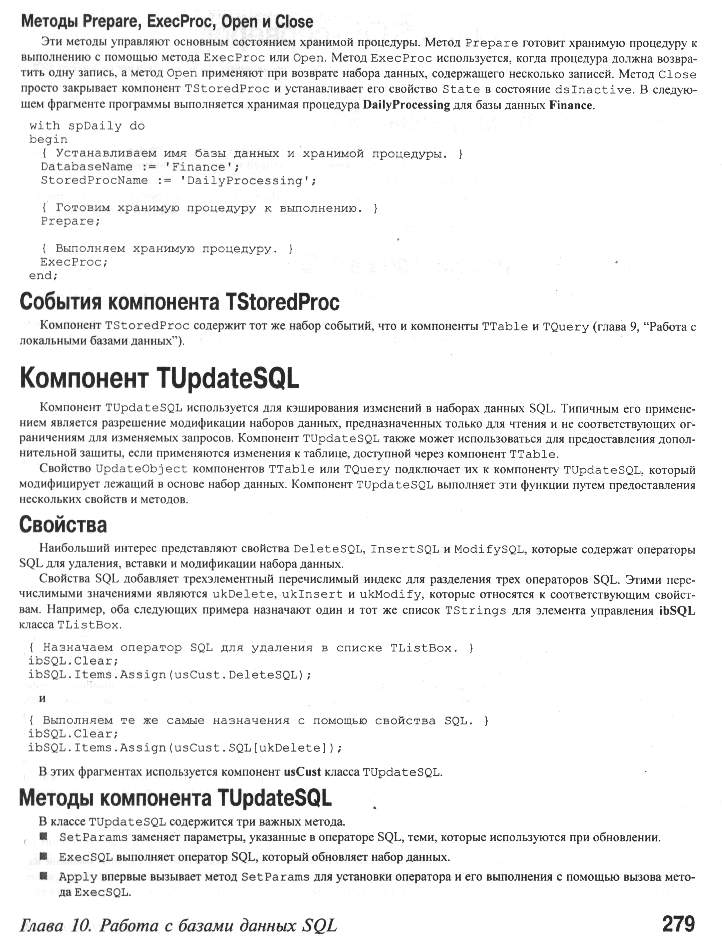 Методы Prepare, ExecProc, Open и Close
Эти методы управляют основным состоянием хранимой процедуры. Метод Prepare готовит хранимую процедуру к
выполнению с помощью метода ExecProc или Open. Метод ExecProc используется, когда процедура должна возвра-
тить одну запись, а метод Open применяют при возврате набора данных, содержащего несколько записей. Метод Close
просто закрывает компонент TStoredProc и устанавливает его свойство State в состояние dsInactive. В следую-
щем фрагменте программы выполняется хранимая процедура DailyProcessing для базы данных Finance.
with spDaily do
begin
{ Устанавливаем имя базы данных и хранимой процедуры. }
DatabaseName := 'Finance';
StoredProcName := 'DailyProcessing';
{ Готовим хранимую процедуру к выполнению. }
Prepare;
{ Выполняем хранимую процедуру. }
ExecProc;
end;
События компонента TStoredProc
Компонент TStoredProc содержит тот же набор событий, что и компоненты TTable и TQuery (глава 9, “Работа с
локальными базами данных”).
Компонент TUpdateSQL
Компонент TUpdateSQL используется для кэширования изменений в наборах данных SQL. Типичным его примене-
нием является разрешение модификации наборов данных, предназначенных только для чтения и не соответствующих ог-
раничениям для изменяемых запросов. Компонент TUpdateSQL также может использоваться для предоставления допол-
нительной защиты, если применяются изменения к таблице, доступной через компонент TTable.
Свойство UpdateObject компонентов TTable или TQuery подключает их к компоненту TUpdateSQL, который
модифицирует лежащий в основе набор данных. Компонент TUpdateSQL выполняет эти функции путем предоставления
нескольких свойств и методов.
Свойства
Наибольший интерес представляют свойства DeleteSQL, InsertSQL и ModifySQL, которые содержат операторы
SQL для удаления, вставки и модификации набора данных.
Свойства SQL добавляет трехэлементный перечислимый индекс для разделения трех операторов SQL. Этими пере-
числимыми значениями являются ukDelete, ukInsert и ukModify, которые относятся к соответствующим свойст-
вам. Например, оба следующих примера назначают один и тот же список TStrings для элемента управления ibSQL
класса TListBox.
{ Назначаем оператор SQL для удаления в списке TListBox. }
ibSQL.Clear;
ibSQL.Items.Assign(usCust.DeleteSQL);
и
{ Выполняем те же самые назначения с помощью свойства SQL. }
ibSQL.Clear;
ibSQL.Items.Assign(usCust.SQL[ukDelete]);
В этих фрагментах используется компонент usCust класса TUpdateSQL.
Методы компонента TUpdateSQL
В классе TUpdateSQL содержится три важных метода.
■ SetParams заменяет параметры, указанные в операторе SQL, теми, которые используются при обновлении.
■ ExecSQL выполняет оператор SQL, который обновляет набор данных.
■ Apply впервые вызывает метод SetParams для установки оператора и его выполнения с помощью вызова мето-
да ExecSQL.
Глава 10. Работа с базами данных SQL 279